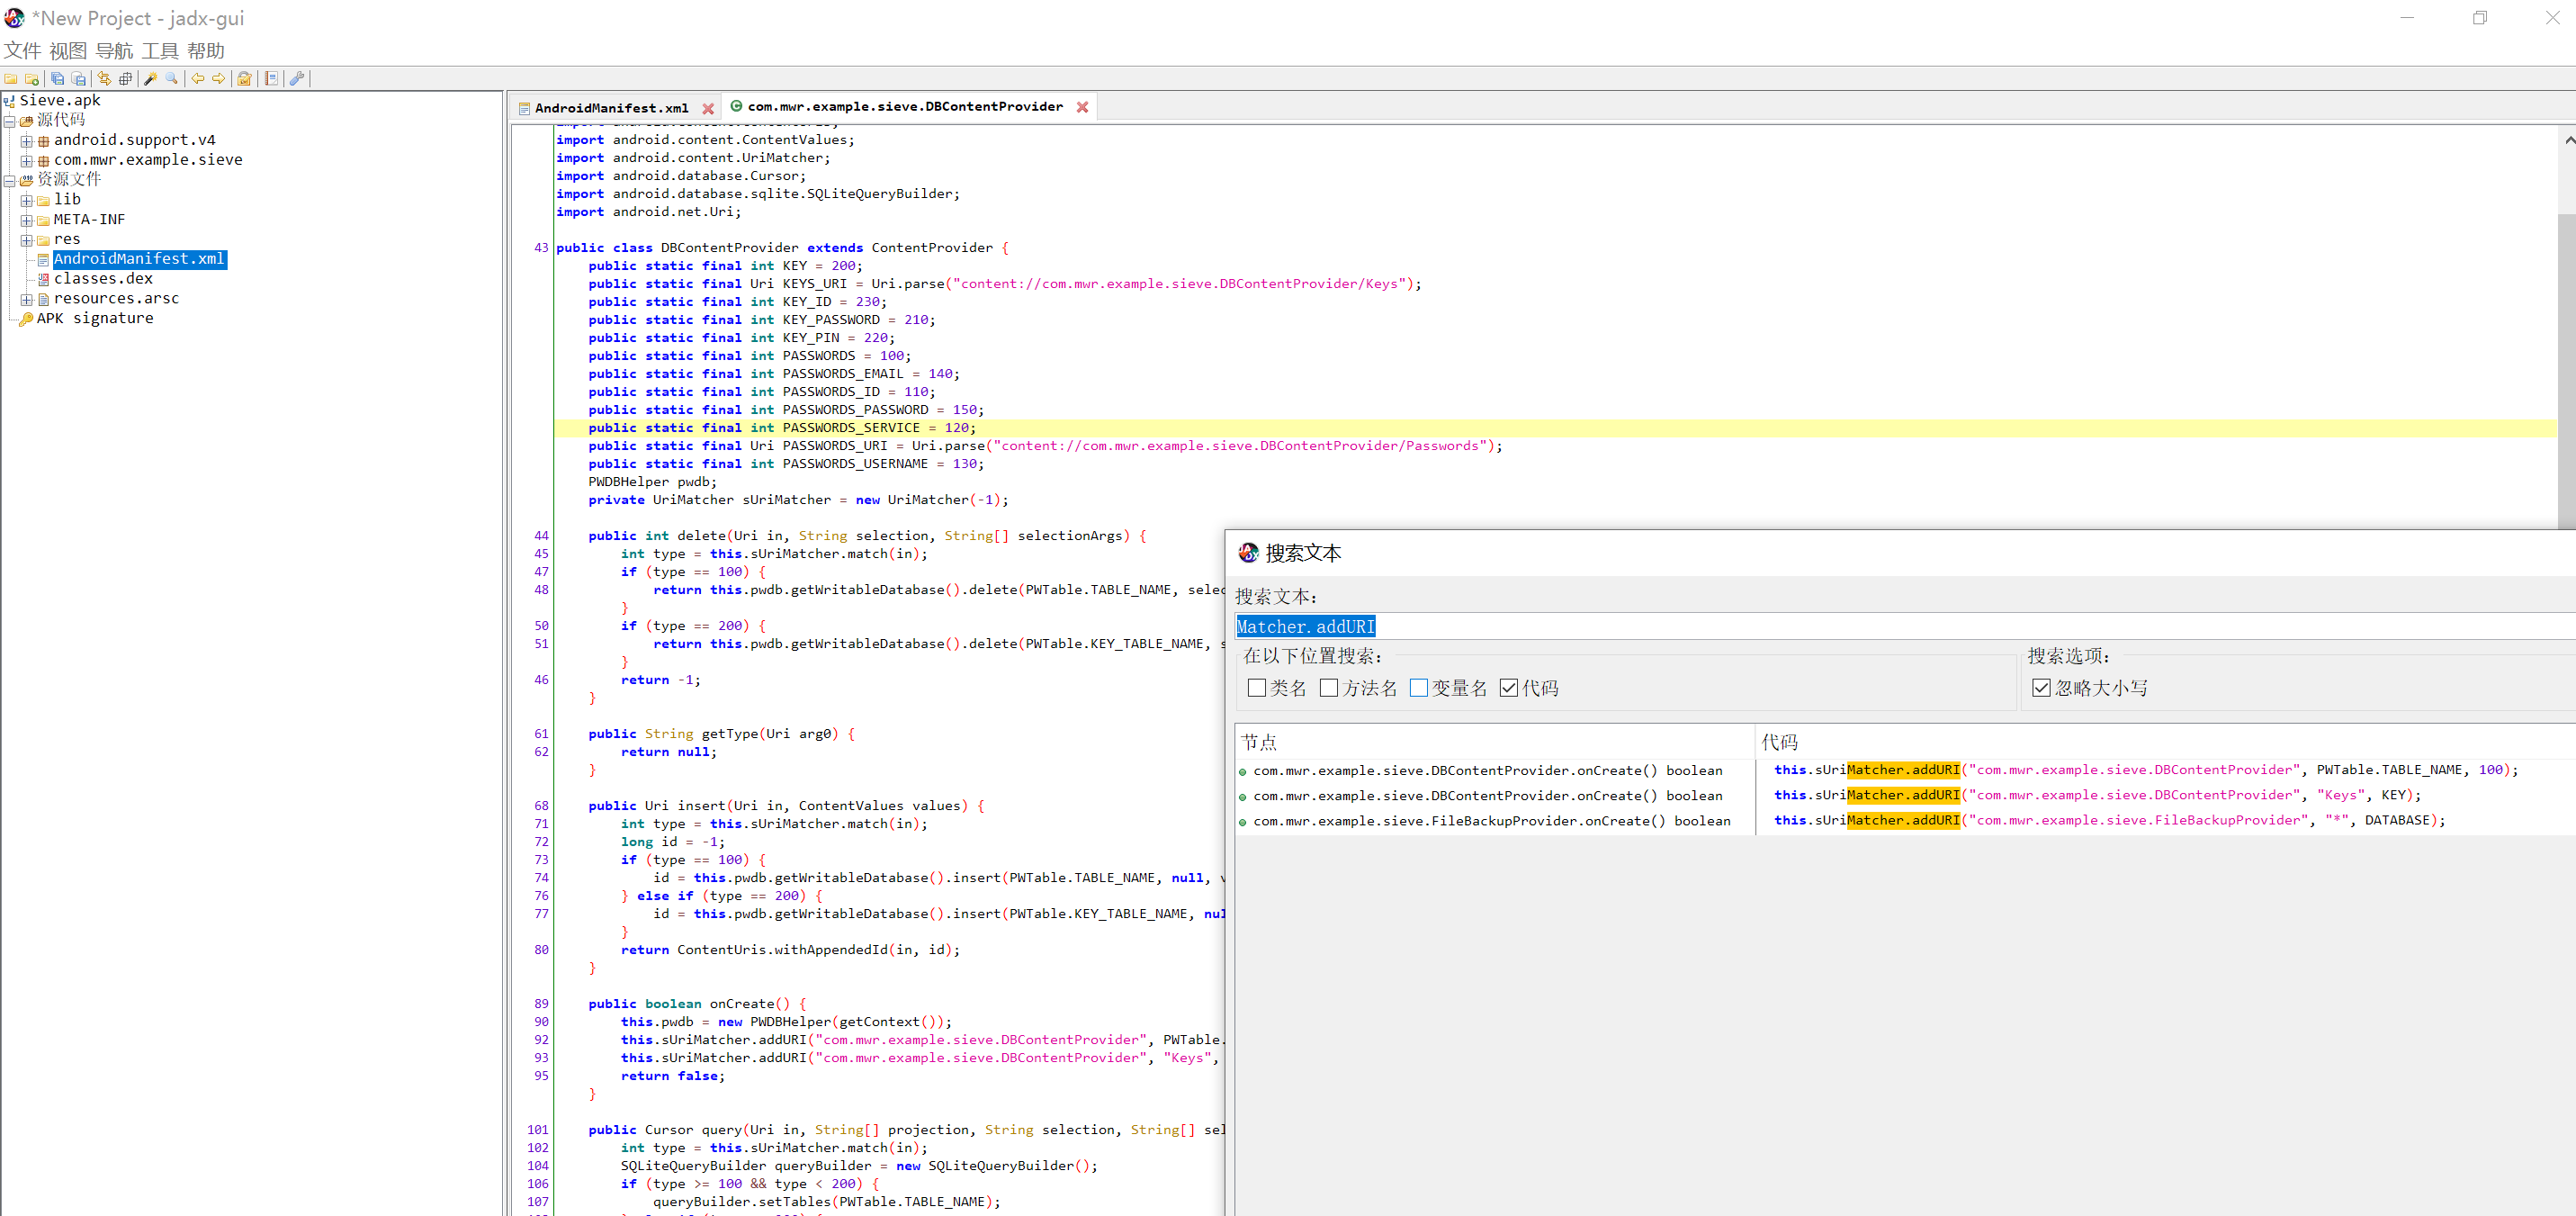 *New Project - jadx-gui
文件 视图 导航 工具 帮助
Sieve.apk
源代码
android.support.v4
com.mwr.example.sieve
资源文件
lib
META-INF
res
AndroidManifest.xml
classes.dex
resources.arsc
APK signature
AndroidManifest.xml com.mwr.example.sieve.DBContentProvider
import android.content.ContentValues;
import android.content.UriMatcher;
import android.database.Cursor;
import android.database.sqlite.SQLiteQueryBuilder;
import android.net.Uri;
43 public class DBContentProvider extends ContentProvider {
public static final int KEY = 200;
public static final Uri KEYS_URI = Uri.parse("content://com.mwr.example.sieve.DBContentProvider/Keys");
public static final int KEY_ID = 230;
public static final int KEY_PASSWORD = 210;
public static final int KEY_PIN = 220;
public static final int PASSWORDS = 100;
public static final int PASSWORDS_EMAIL = 140;
public static final int PASSWORDS_ID = 110;
public static final int PASSWORDS_PASSWORD = 150;
public static final int PASSWORDS_SERVICE = 120;
public static final Uri PASSWORDS_URI = Uri.parse("content://com.mwr.example.sieve.DBContentProvider/Passwords");
public static final int PASSWORDS_USERNAME = 130;
PWDBHelper pwdb;
private UriMatcher sUriMatcher = new UriMatcher(-1);
44 public int delete(Uri in, String selection, String[] selectionArgs) {
45 int type = this.sUriMatcher.match(in);
47 if (type == 100) {
48 return this.pwdb.getWritableDatabase().delete(PWTable.TABLE_NAME, selec
}
50 if (type == 200) {
51 return this.pwdb.getWritableDatabase().delete(PWTable.KEY_TABLE_NAME, s
}
46 return -1;
}
61 public String getType(Uri arg0) {
62 return null;
}
68 public Uri insert(Uri in, ContentValues values) {
71 int type = this.sUriMatcher.match(in);
72 long id = -1;
73 if (type == 100) {
74 id = this.pwdb.getWritableDatabase().insert(PWTable.TABLE_NAME, null, v
76 } else if (type == 200) {
77 id = this.pwdb.getWritableDatabase().insert(PWTable.KEY_TABLE_NAME, nul
}
80 return ContentUris.withAppendedId(in, id);
}
89 public boolean onCreate() {
90 this.pwdb = new PWDBHelper(getContext());
92 this.sUriMatcher.addURI("com.mwr.example.sieve.DBContentProvider", PWTable.
93 this.sUriMatcher.addURI("com.mwr.example.sieve.DBContentProvider", "Keys",
95 return false;
}
101 public Cursor query(Uri in, String[] projection, String selection, String[] sel
102 int type = this.sUriMatcher.match(in);
104 SQLiteQueryBuilder queryBuilder = new SQLiteQueryBuilder();
106 if (type >= 100 && type < 200) {
107 queryBuilder.setTables(PWTable.TABLE_NAME);
搜索文本
搜索文本：
Matcher.addURI
在以下位置搜索： 搜索选项：
类名 方法名 变量名 代码 忽略大小写
节点 代码
com.mwr.example.sieve.DBContentProvider.onCreate() boolean this.sUriMatcher.addURI("com.mwr.example.sieve.DBContentProvider", PWTable.TABLE_NAME, 100);
com.mwr.example.sieve.DBContentProvider.onCreate() boolean this.sUriMatcher.addURI("com.mwr.example.sieve.DBContentProvider", "Keys", KEY);
com.mwr.example.sieve.FileBackupProvider.onCreate() boolean this.sUriMatcher.addURI("com.mwr.example.sieve.FileBackupProvider", "*", DATABASE);